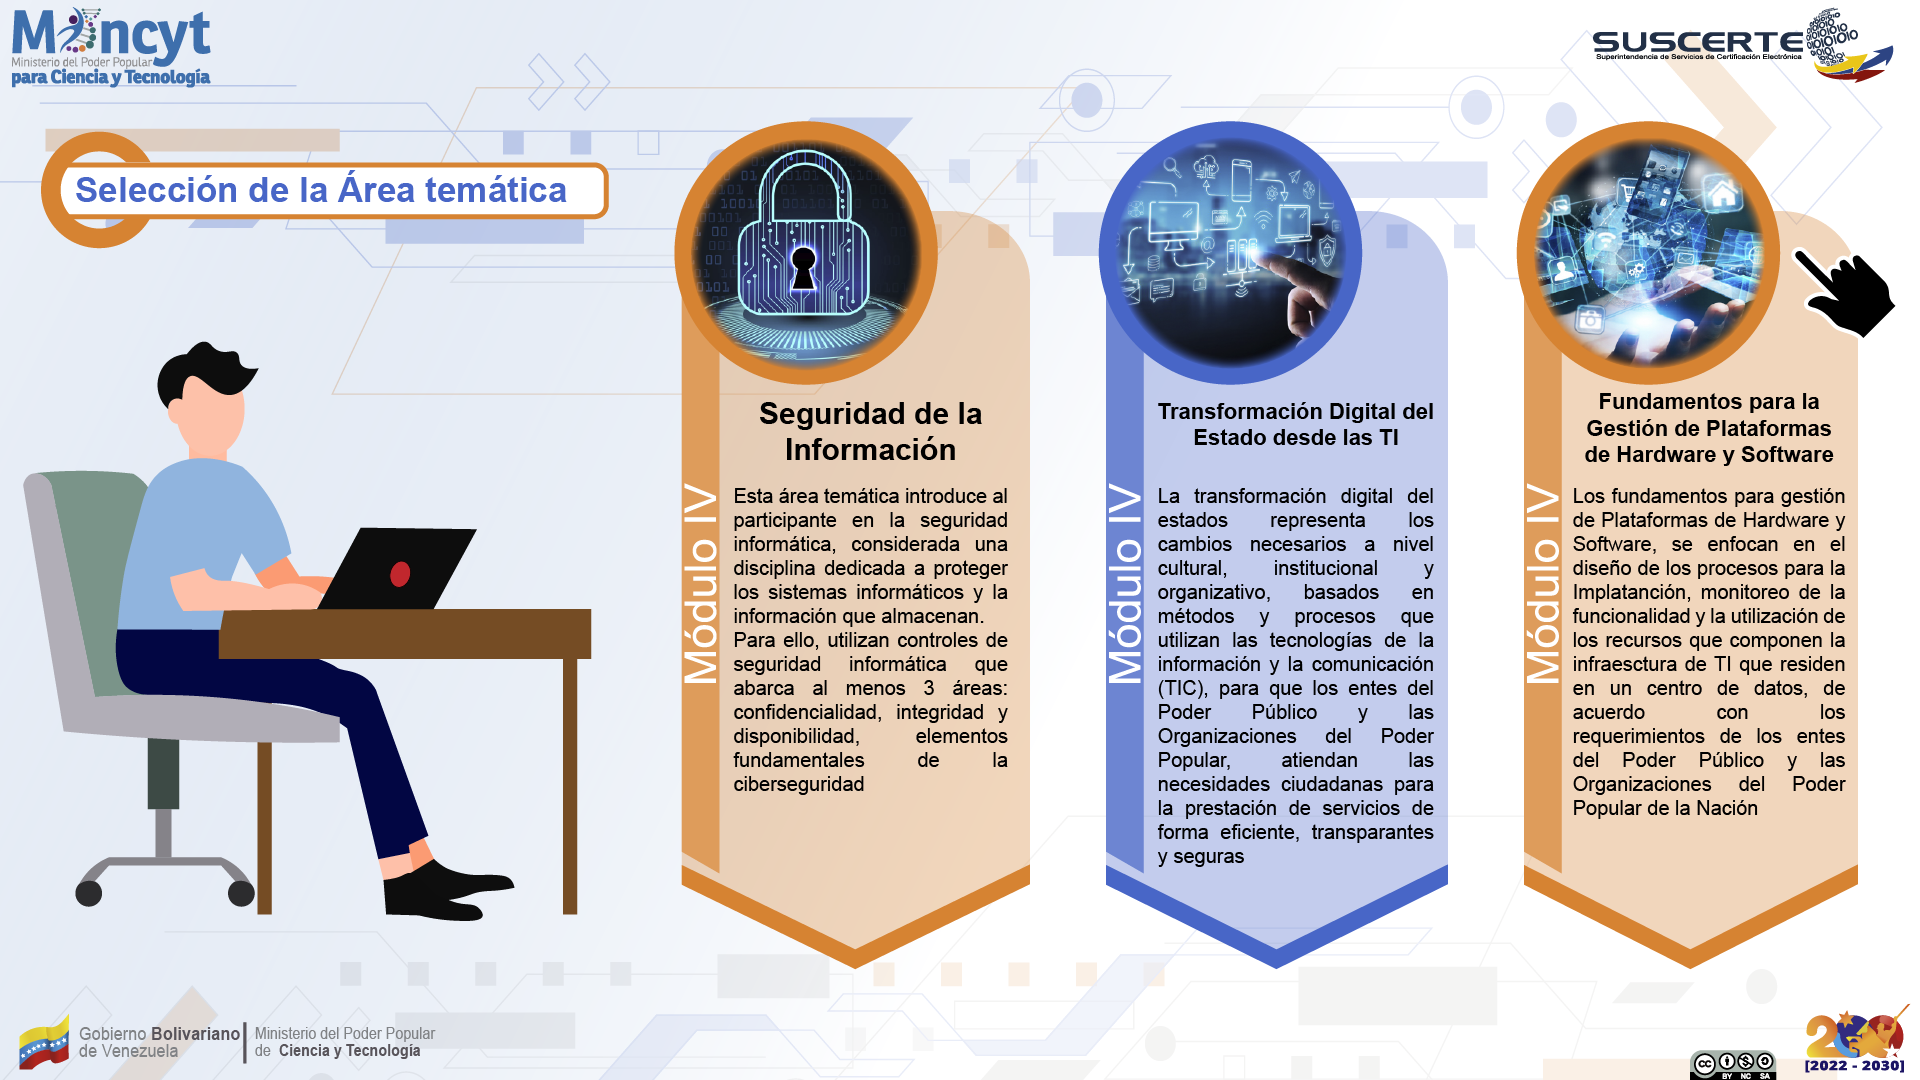 Mincyt
Ministerio del Poder Popular
para Ciencia y Tecnología
SUSCERTE
Superintendencia de Servicios de Certificación Electrónica
Selección de la Área temática
Módulo IV
Seguridad de la
Información
Esta área temática introduce al
participante en la seguridad
informática, considerada una
disciplina dedicada a proteger
los sistemas informáticos y la
información que almacenan.
Para ello, utilizan controles de
seguridad informática que
abarca al menos 3 áreas:
confidencialidad, integridad y
disponibilidad, elementos
fundamentales de la
ciberseguridad
Módulo IV
Transformación Digital del
Estado desde las TI
La transformación digital del
estados representa los
cambios necesarios a nivel
cultural, institucional y
organizativo, basados en
métodos y procesos que
utilizan las tecnologías de la
información y la comunicación
(TIC), para que los entes del
Poder Público y las
Organizaciones del Poder
Popular, atiendan las
necesidades ciudadanas para
la prestación de servicios de
forma eficiente, transparantes
y seguras
Módulo IV
Fundamentos para la
Gestión de Plataformas
de Hardware y Software
Los fundamentos para gestión
de Plataformas de Hardware y
Software, se enfocan en el
diseño de los procesos para la
Implatanción, monitoreo de la
funcionalidad y la utilización de
los recursos que componen la
infraesctura de TI que residen
en un centro de datos, de
acuerdo con los
requerimientos de los entes
del Poder Público y las
Organizaciones del Poder
Popular de la Nación
Gobierno Bolivariano
de Venezuela
Ministerio del Poder Popular
de Ciencia y Tecnología
cc
BY NC SA
200
[2022 - 2030]